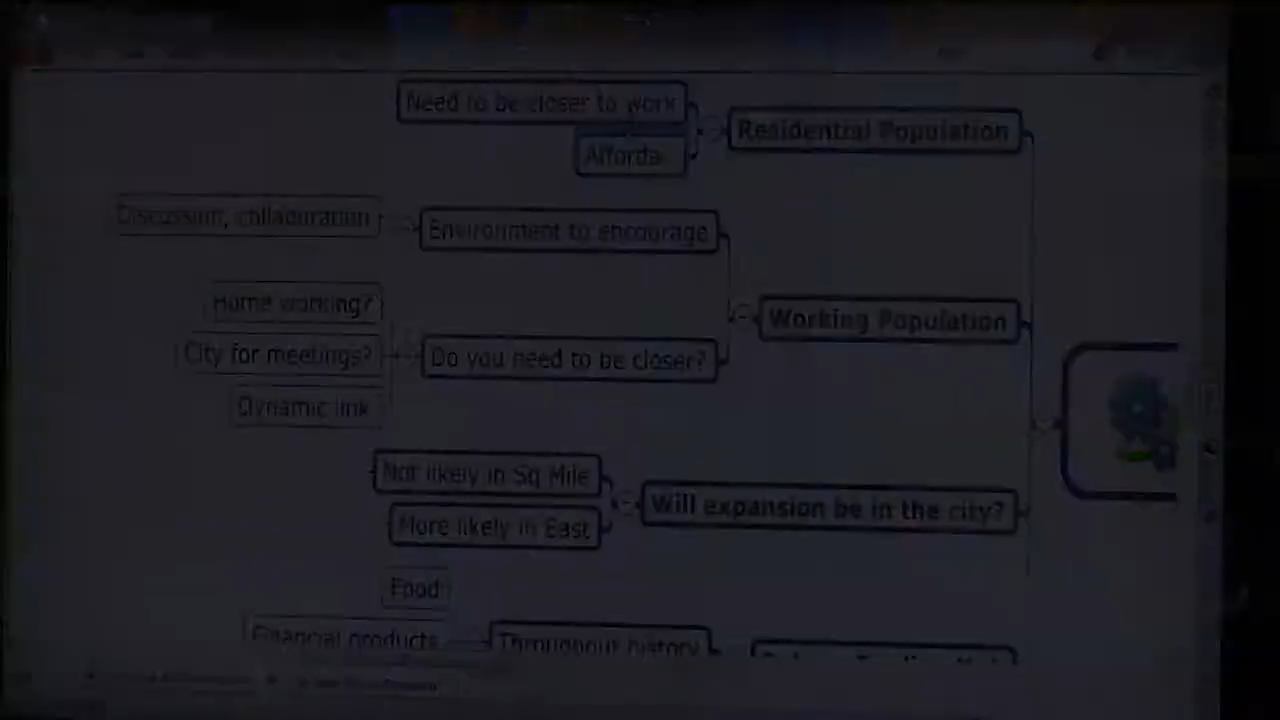 Need to be closer to work
Residential Population
Afforda
Discussion, collaboration
Environment to encourage
Home working?
Working Population
City for meetings?
Do you need to be closer?
Dynamic link
Not likely in Sq Mile
Will expansion be in the city?
More likely in East
Food
Financial products
Throughout history